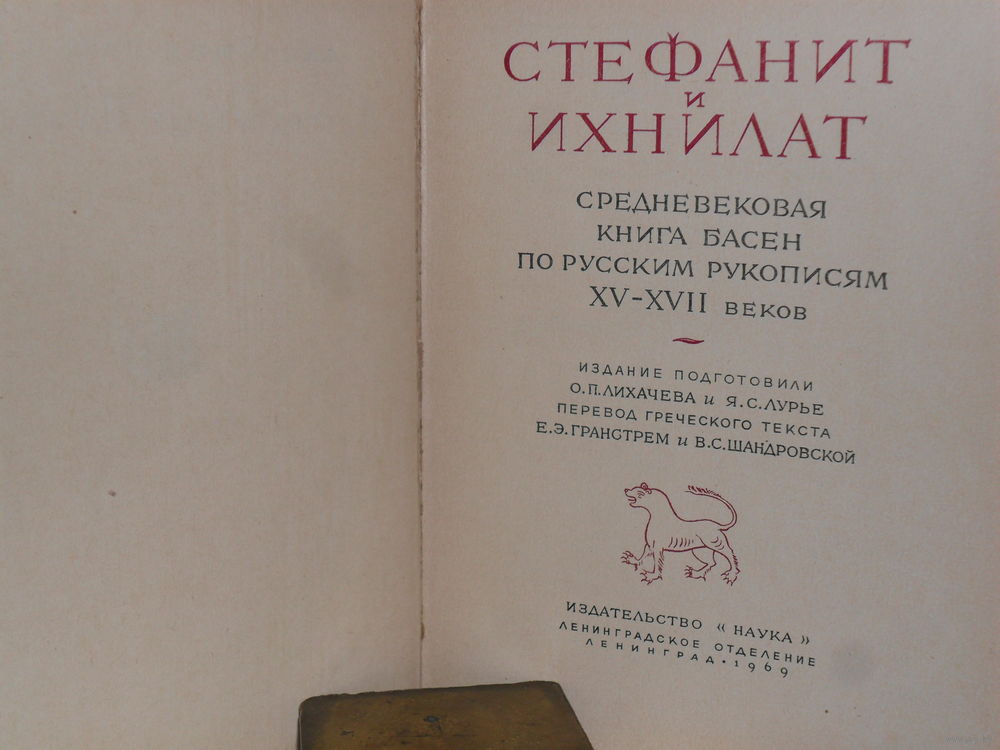 СТЕФАНИТ
И
ИХНИЛАТ
СРЕДНЕВЕКОВАЯ
КНИГА БАСЕН
ПО РУССКИМ РУКОПИСЯМ
XV-XVII ВЕКОВ
ИЗДАНИЕ ПОДГОТОВИЛИ
О.П.ЛИХАЧЕВА и Я.С.ЛУРЬЕ
ПЕРЕВОД ГРЕЧЕСКОГО ТЕКСТА
Е.Э.ГРАНСТРЕМ и В.С.ШАНДРОВСКОЙ
ИЗДАТЕЛЬСТВО « НАУКА »
ЛЕНИНГРАДСКОЕ ОТДЕЛЕНИЕ
ЛЕНИНГРАД • 1969